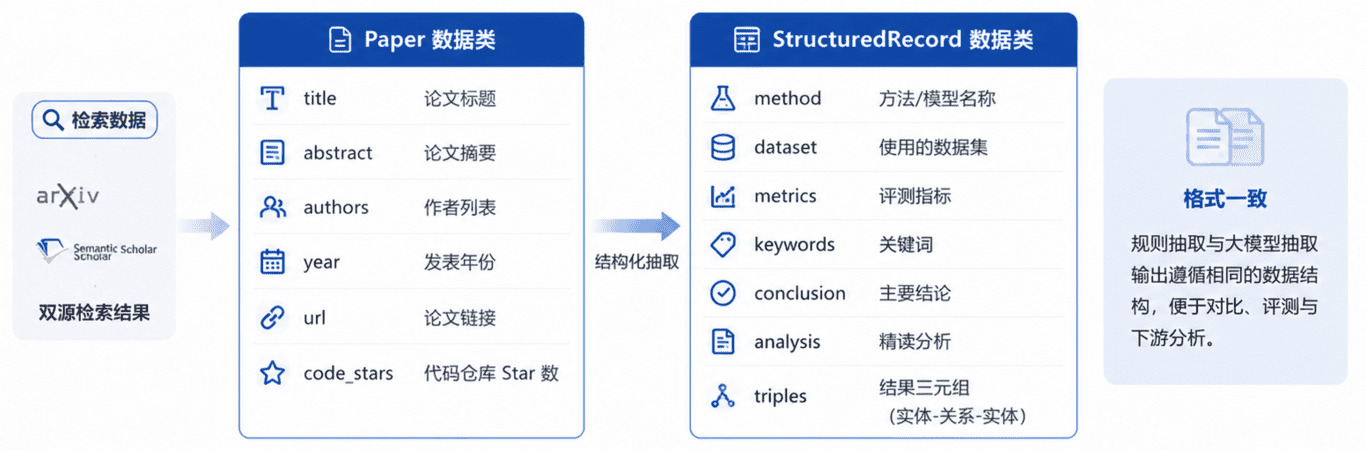 检索数据
arXiv
Semantic Scholar
Scholar
双源检索结果
Paper 数据类
title 论文标题
abstract 论文摘要
authors 作者列表
year 发表年份
url 论文链接
code_stars 代码仓库 Star 数
结构化抽取
StructuredRecord 数据类
method 方法/模型名称
dataset 使用的数据集
metrics 评测指标
keywords 关键词
conclusion 主要结论
analysis 精读分析
triples 结果三元组
（实体-关系-实体）
格式一致
规则抽取与大模型抽取
输出遵循相同的数据结
构，便于对比、评测与
下游分析。